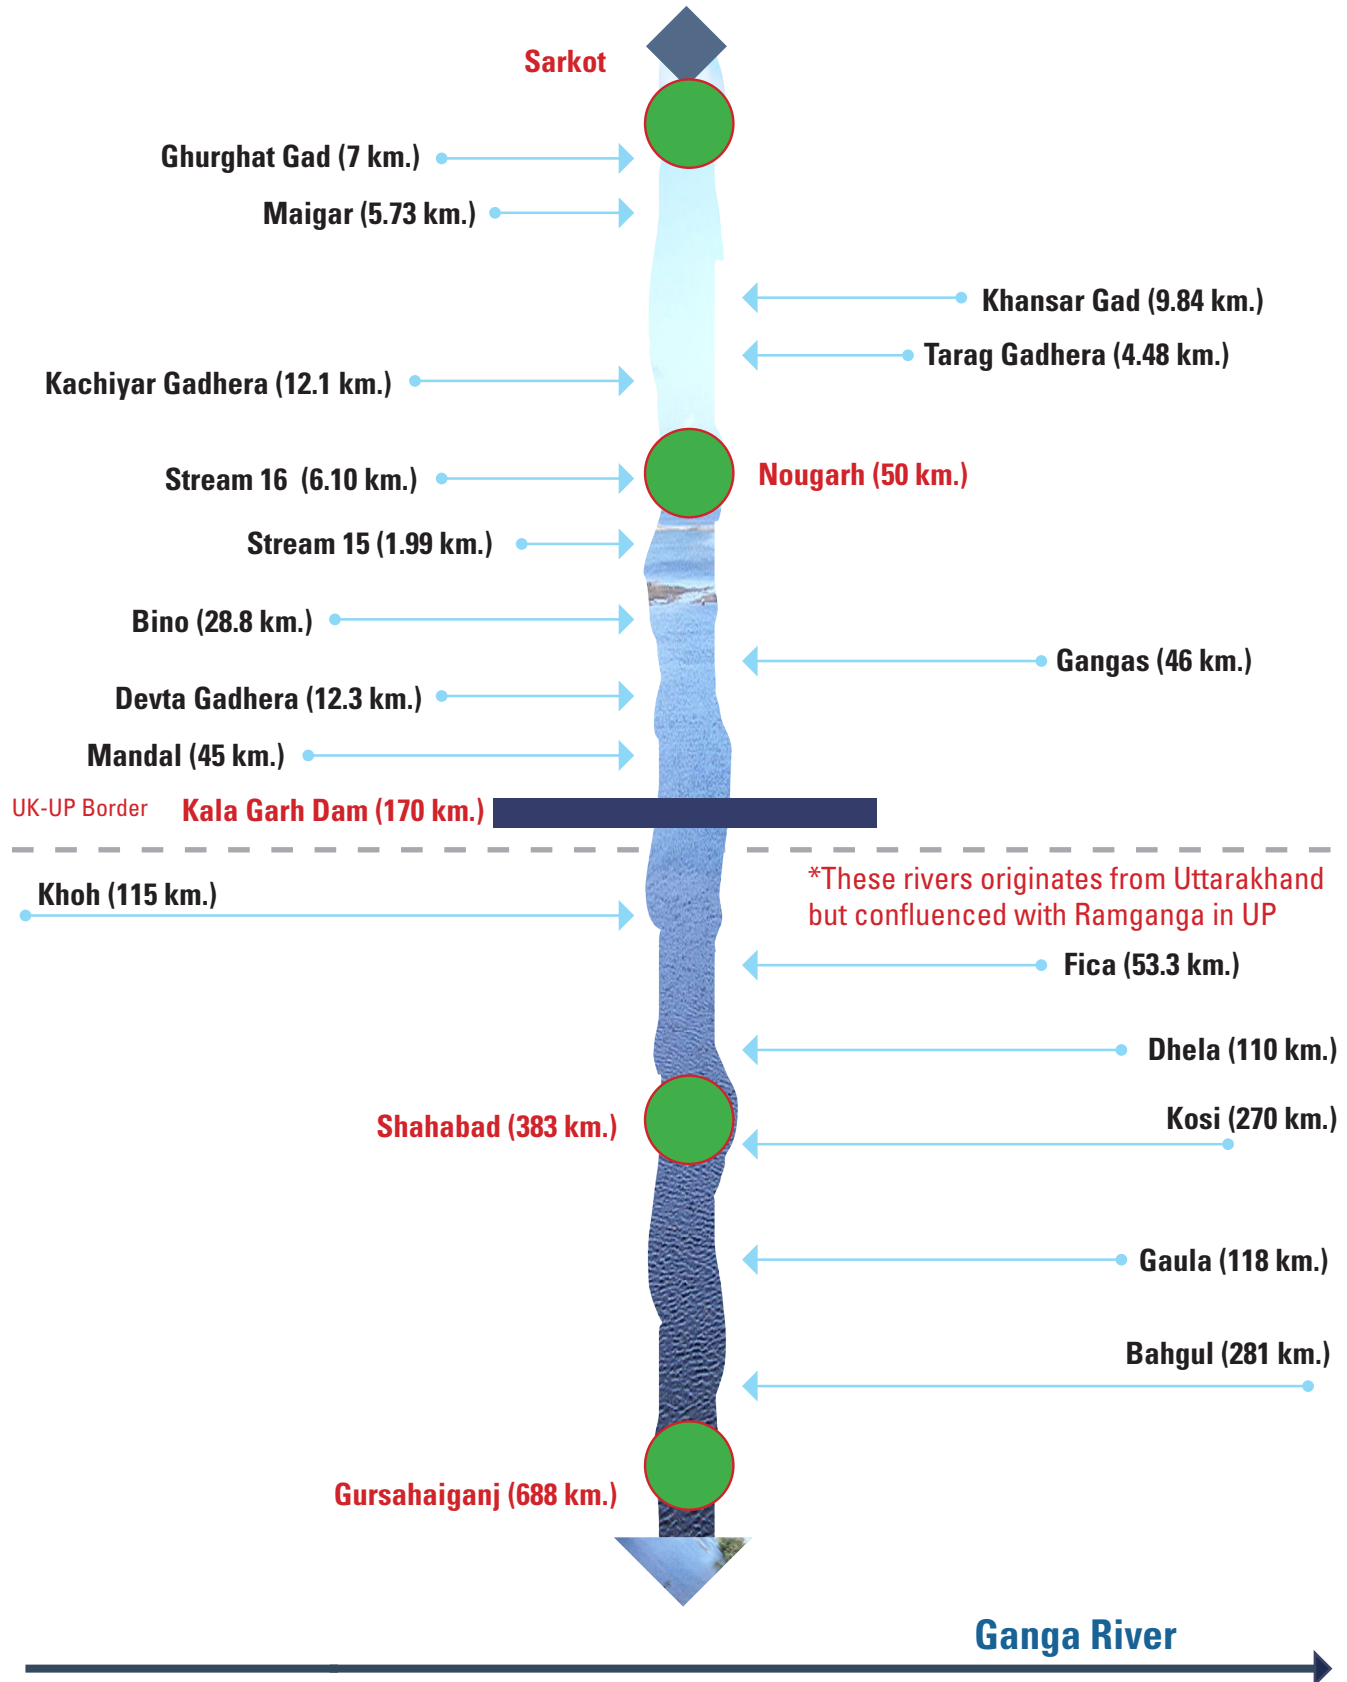 Sarkot
Ghurghat Gad (7 km.)
Maigar (5.73 km.)
Khansar Gad (9.84 km.)
Tarag Gadhera (4.48 km.)
Kachiyar Gadhera (12.1 km.)
Stream 16 (6.10 km.)
Nougarh (50 km.)
Stream 15 (1.99 km.)
Bino (28.8 km.)
Gangas (46 km.)
Devta Gadhera (12.3 km.)
Mandal (45 km.)
UK-UP Border Kala Garh Dam (170 km.)
*These rivers originates from Uttarakhand
but confluenced with Ramganga in UP
Khoh (115 km.)
Fica (53.3 km.)
Dhela (110 km.)
Kosi (270 km.)
Shahabad (383 km.)
Gaula (118 km.)
Bahgul (281 km.)
Gursahaiganj (688 km.)
Ganga River